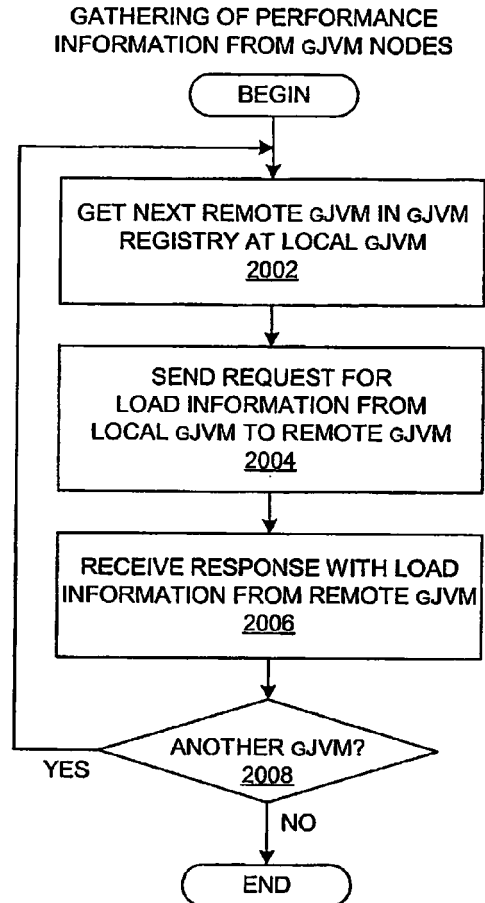 GATHERING OF PERFORMANCE
INFORMATION FROM GJVM NODES
BEGIN
GET NEXT REMOTE GJVM IN GJVM
REGISTRY AT LOCAL GJVM
2002
SEND REQUEST FOR
LOAD INFORMATION FROM
LOCAL GJVM TO REMOTE GJVM
2004
RECEIVE RESPONSE WITH LOAD
INFORMATION FROM REMOTE GJVM
2006
ANOTHER GJVM?
2008
YES
NO
END